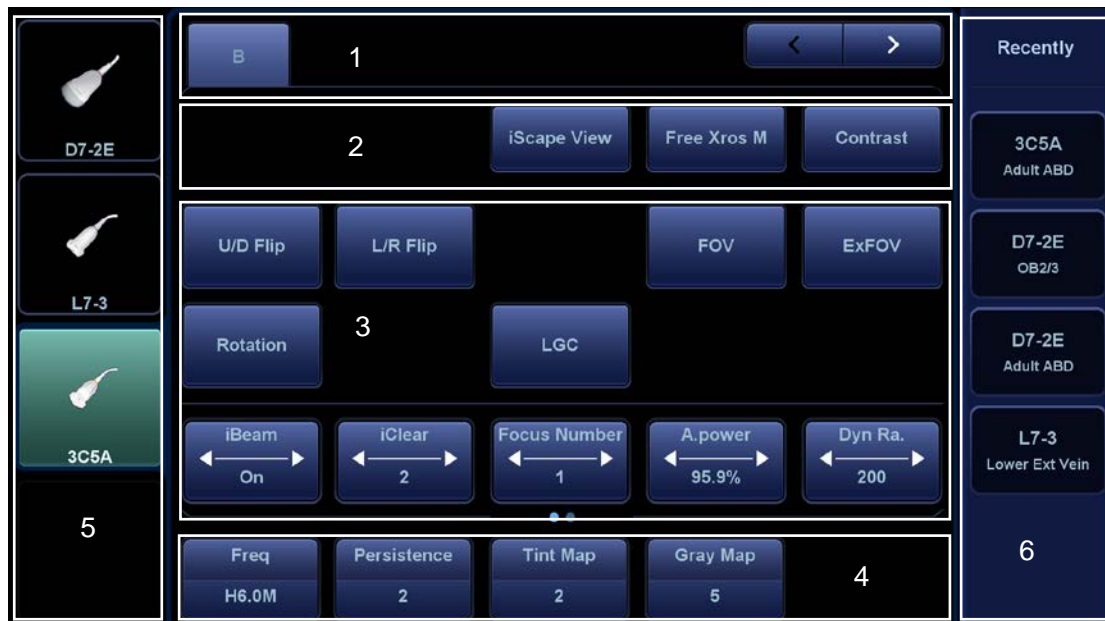 D7-2E
L7-3
3C5A
5
B
1
< >
2
iScape View
Free Xros M
Contrast
U/D Flip
L/R Flip
FOV
ExFOV
Rotation
3
LGC
iBeam
On
iClear
2
Focus Number
1
A.power
95.9%
Dyn Ra.
200
Freq
H6.0M
Persistence
2
Tint Map
2
Gray Map
5
4
Recently
3C5A
Adult ABD
D7-2E
OB2/3
D7-2E
Adult ABD
L7-3
Lower Ext Vein
6